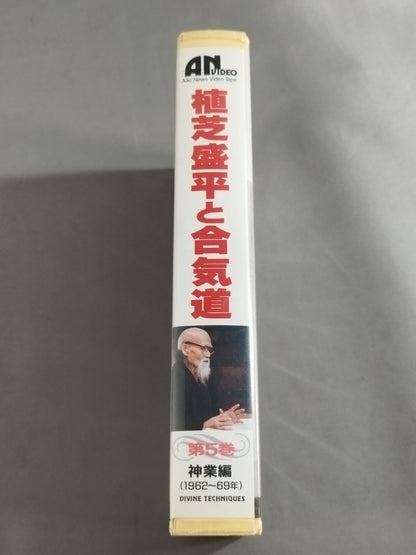 AN VIDEO
Aiki News Video Tape
植芝盛平と合気道
第5巻
神業編
(1962〜69年)
DIVINE TECHNIQUES